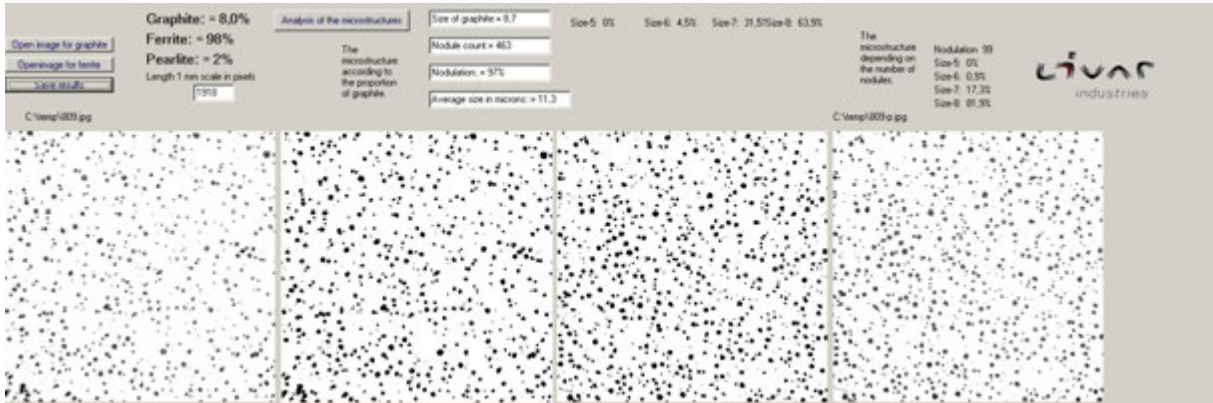 Open image for graphite
Openimage for ferrite
Save results
Graphite: = 8,0%
Ferrite: = 98%
Pearlite: = 2%
Length 1 mm scale in pixels
1918
C:\temp\809.jpg
Analysis of the microstructures
The
microstructure
according to
the proportion
of graphite.
Size of graphite = 8,7
Nodule count = 463
Nodulation: = 97%
Average size in microns: = 11,3
Size-5: 0% Size-6: 4,5% Size-7: 31,5%Size-8: 63,9%
The
microstructure
depending on
the number of
nodules.
Nodulation 99
Size-5: 0%
Size-6: 0,9%
Size-7: 17,3%
Size-8: 81,9%
C:\temp\809-p.jpg
Livar
industries